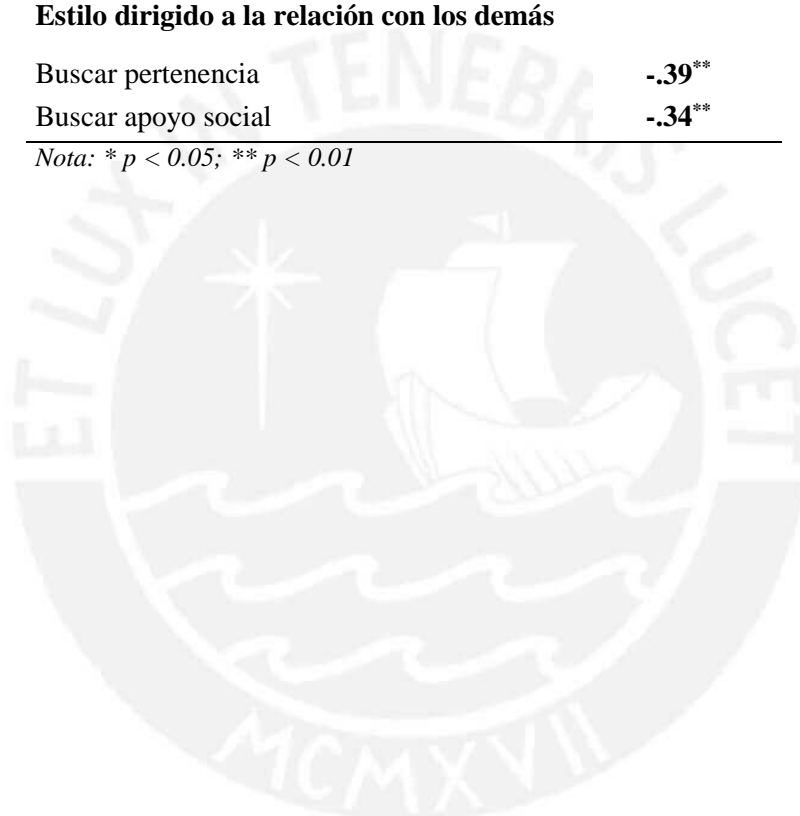 Estilo dirigido a la relación con los demás
Buscar pertenencia -.39**
Buscar apoyo social -.34**
Nota: * p < 0.05; ** p < 0.01
ET LUX IN TENEBRIS LUCET
MCMXVII